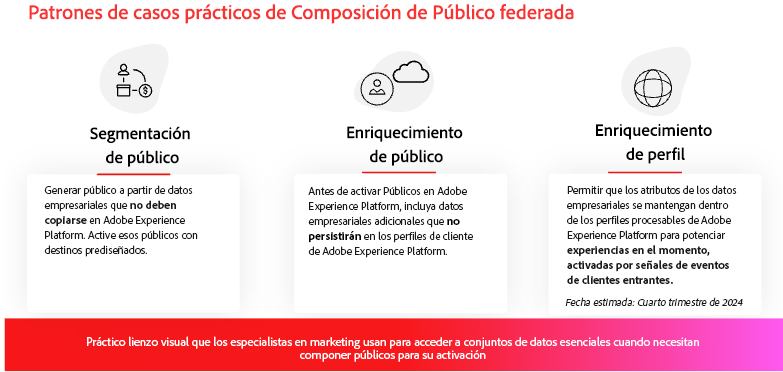 Patrones de casos prácticos de Composición de Público federada
Segmentación
de público
Generar público a partir de datos
empresariales que no deben
copiarse en Adobe Experience
Platform. Active esos públicos con
destinos prediseñados.
Enriquecimiento
de público
Antes de activar Públicos en Adobe
Experience Platform, incluya datos
empresariales adicionales que no
persistirán en los perfiles de cliente
de Adobe Experience Platform.
Enriquecimiento
de perfil
Permitir que los atributos de los datos
empresariales se mantengan dentro
de los perfiles procesables de Adobe
Experience Platform para potenciar
experiencias en el momento,
activadas por señales de eventos
de clientes entrantes.
Fecha estimada: Cuarto trimestre de 2024
Práctico lienzo visual que los especialistas en marketing usan para acceder a conjuntos de datos esenciales cuando necesitan
componer públicos para su activación